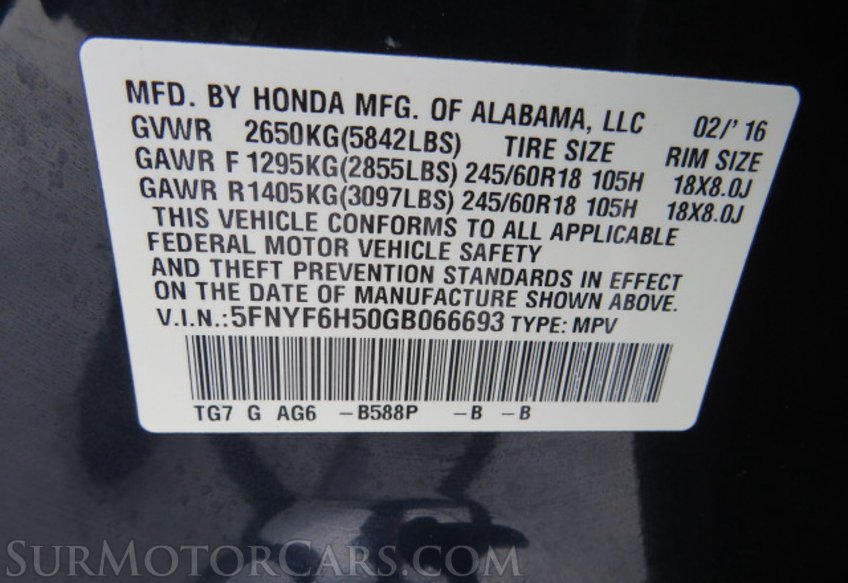 MFD. BY HONDA MFG. OF ALABAMA, LLC 02/' 16
GVWR 2650KG(5842LBS) TIRE SIZE RIM SIZE
GAWR F 1295KG(2855LBS) 245/60R18 105H 18X8.0J
GAWR R1405KG(3097LBS) 245/60R18 105H 18X8.0J
THIS VEHICLE CONFORMS TO ALL APPLICABLE
FEDERAL MOTOR VEHICLE SAFETY
AND THEFT PREVENTION STANDARDS IN EFFECT
ON THE DATE OF MANUFACTURE SHOWN ABOVE.
V.I.N.:5FNYF6H50GB066693 TYPE: MPV
TG7 G AG6 -B588P -B -B
SurMotorCars.com